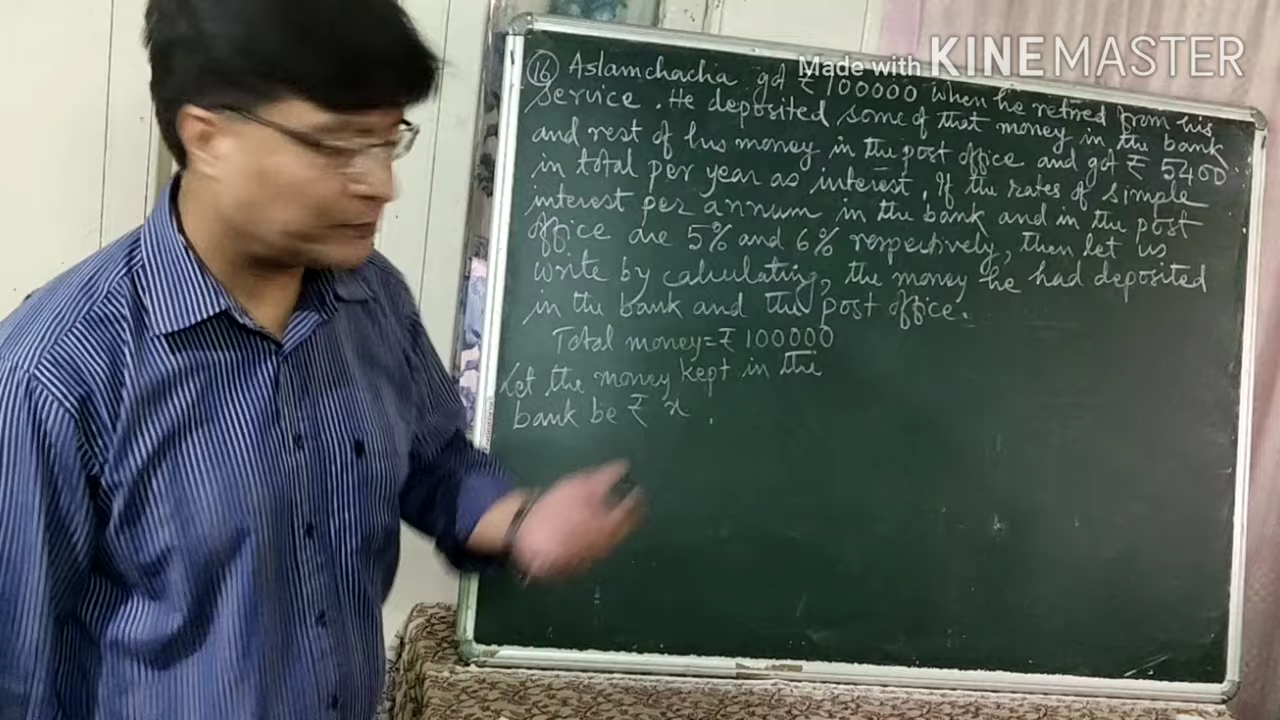 Made with KINEMASTER
(16) Aslamchacha got ₹ 100000 when he retired from his
service. He deposited some of that money in the bank
and rest of his money in the post office and got ₹ 5400
in total per year as interest. If the rates of simple
interest per annum in the bank and in the post
office are 5% and 6% respectively, then let us
write by calculating, the money he had deposited
in the bank and the post office.
Total money = ₹ 100000
Let the money kept in the
bank be ₹ x .